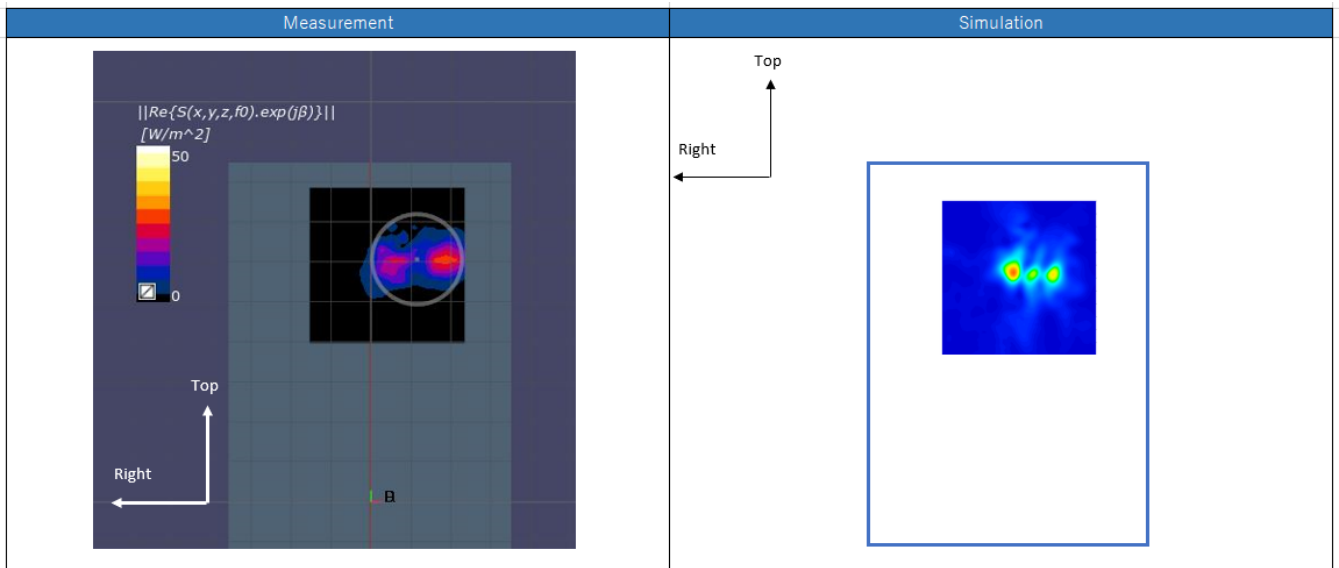 Measurement
Simulation
||Re{S(x,y,z,f0).exp(jβ)}||
[W/m^2]
50
0
Top
Right
Top
Right